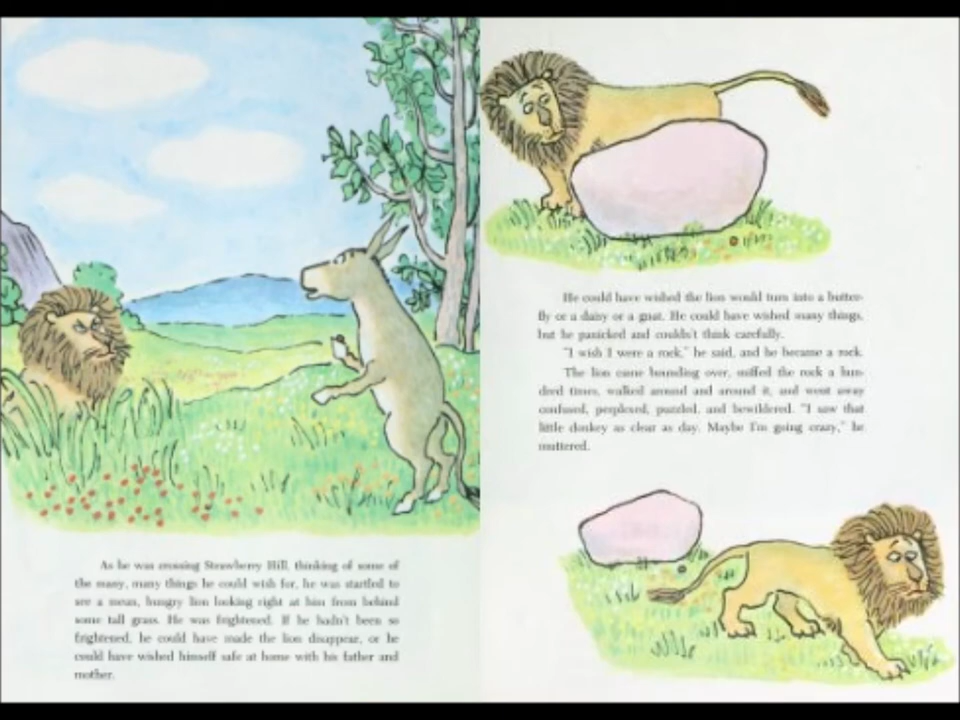 As he was crossing Strawberry Hill, thinking of some of
the many, many things he could wish for, he was startled to
see a mean, hungry lion looking right at him from behind
some tall grass. He was frightened. If he hadn't been so
frightened, he could have made the lion disappear, or he
could have wished himself safe at home with his father and
mother.
He could have wished the lion would turn into a butter-
fly or a daisy or a gnat. He could have wished many things,
but he panicked and couldn't think carefully.
"I wish I were a rock," he said, and he became a rock.
The lion came bounding over, sniffed the rock a hun-
dred times, walked around and around it, and went away
confused, perplexed, puzzled, and bewildered. "I saw that
little donkey as clear as day. Maybe I'm going crazy," he
muttered.